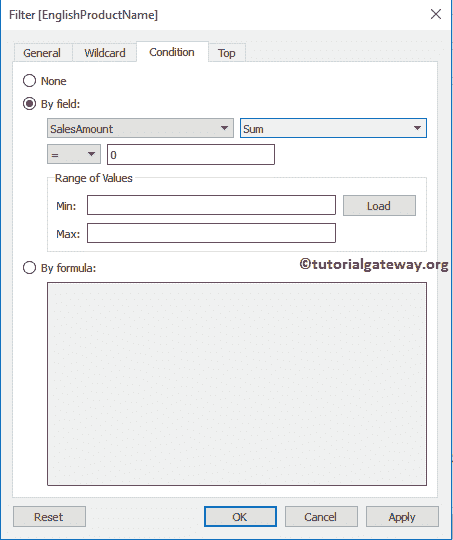 Filter [EnglishProductName]
General Wildcard Condition Top
None
By field:
SalesAmount Sum
= 0
Range of Values
Min: Load
Max:
©tutorialgateway.org
By formula:
Reset OK Cancel Apply